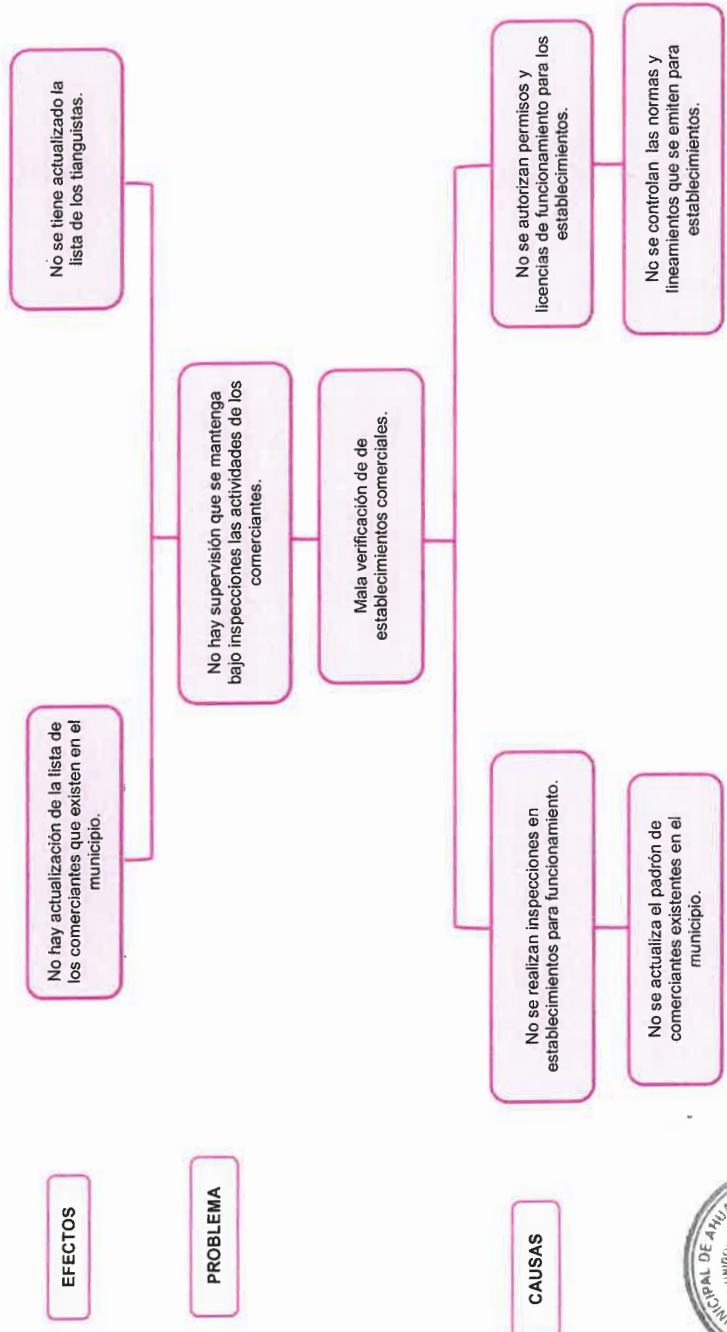 EFECTOS
No hay actualización de la lista de
los comerciantes que existen en el
municipio.
No se tiene actualizado la
lista de los tianguistas.
PROBLEMA
No hay supervisión que se mantenga
bajo inspecciones las actividades de los
comerciantes.
Mala verificación de de
establecimientos comerciales.
CAUSAS
No se realizan inspecciones en
establecimientos para funcionamiento.
No se autorizan permisos y
licencias de funcionamiento para los
establecimientos.
No se actualiza el padrón de
comerciantes existentes en el
municipio.
No se controlan las normas y
lineamientos que se emiten para
establecimientos.
DE